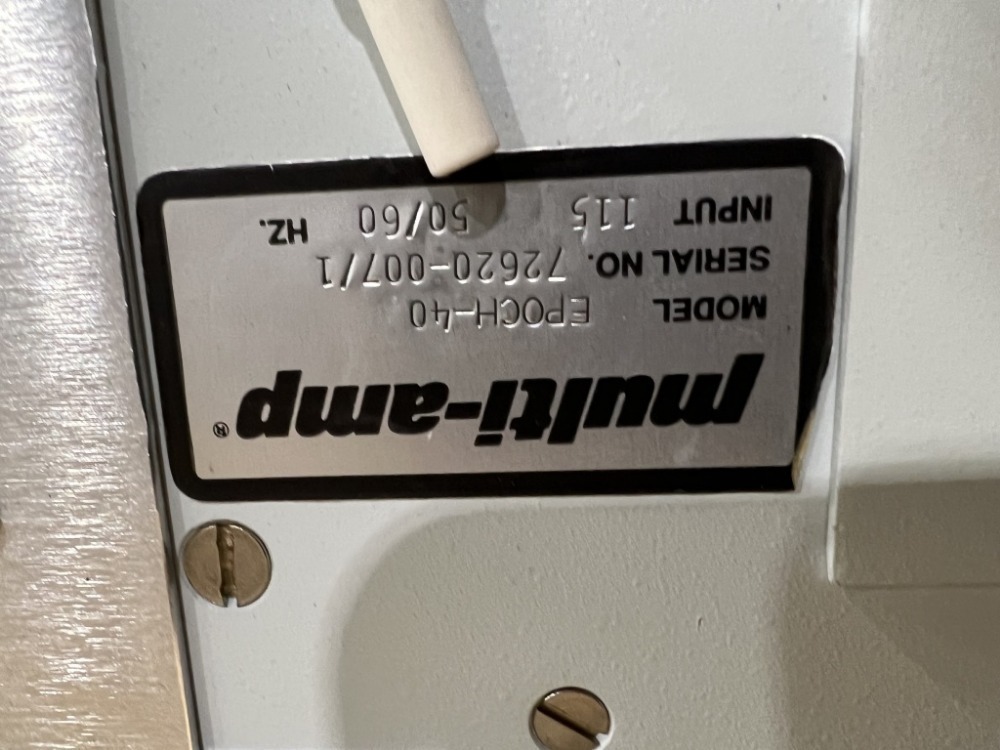 multi-amp®
MODEL EPOCH-40
SERIAL NO. 72620-007/1
INPUT 115 50/60 HZ.